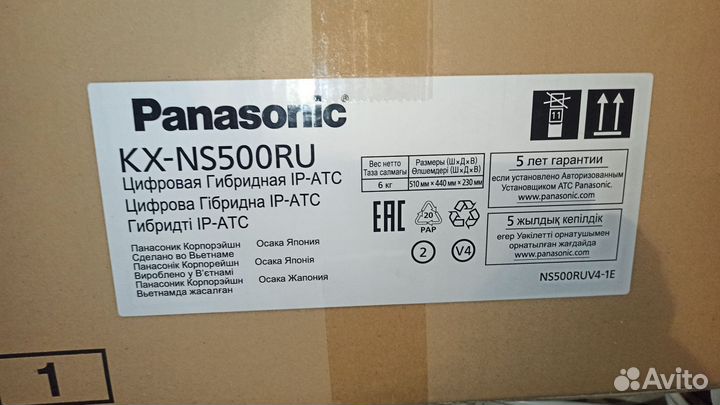 Panasonic®
KX-NS500RU
Цифровая Гибридная IP-АТС
Цифрова Гібридна IP-АТС
Гибридті IP-АТС
Панасоник Корпорэйшн Осака Япония
Сделано во Вьетнаме
Панасонік Корпорейшн Осака Японія
Вироблено у В'єтнамі
Панасоник Корпорэйшн Осака Жапония
Вьетнамда жасалған
Вес нетто Размеры (Ш×Д×В)
Таза салмағы Өлшемдері (Ш×Д×В)
6 кг 510 мм × 440 мм × 230 мм
EAC
20
PAP
2
V4
11
5 лет гарантии
если установлено Авторизованным
Установщиком АТС Panasonic.
www.panasonic.com
5 жылдық кепілдік
егер Уәкілетті орнатушымен
орнатылған жағдайда
www.panasonic.com
NS500RUV4-1E
1
Avito